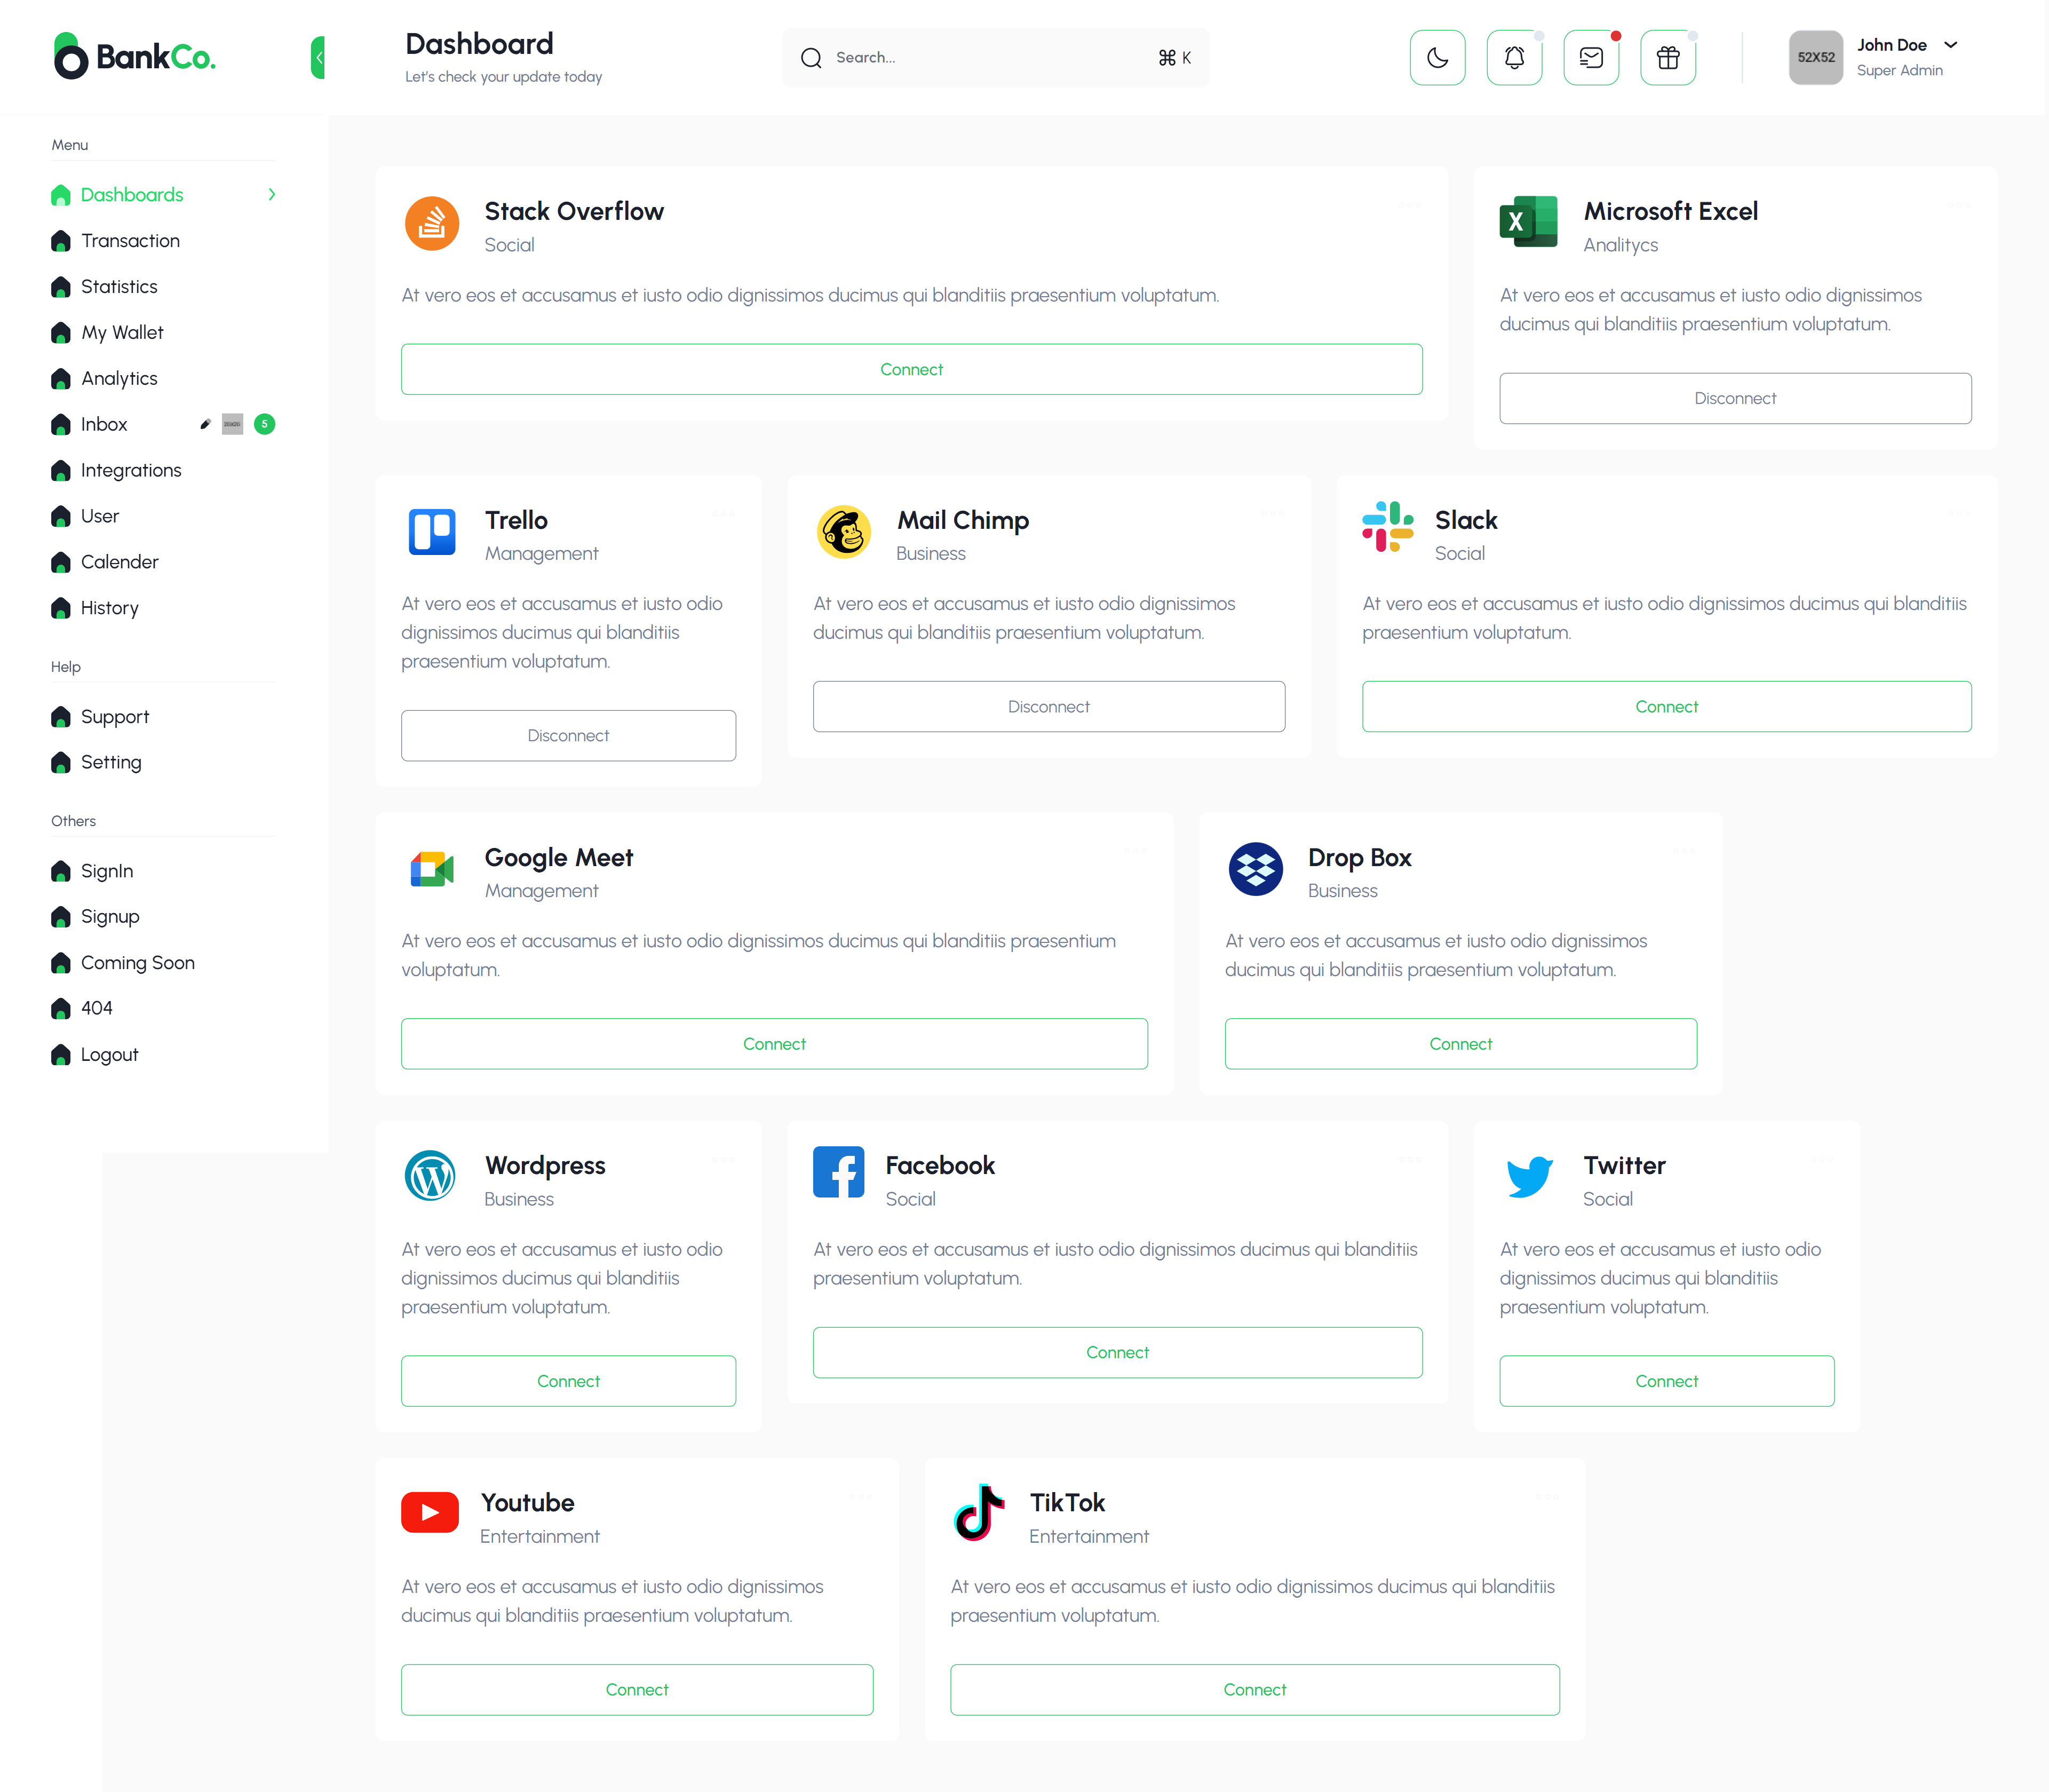 BankCo.
Dashboard
Let's check your update today
Search...
⌘ K
52X52
John Doe
Super Admin
Menu
Dashboards
Transaction
Statistics
My Wallet
Analytics
Inbox
5
Integrations
User
Calender
History
Help
Support
Setting
Others
SignIn
Signup
Coming Soon
404
Logout
Stack Overflow
Social
At vero eos et accusamus et iusto odio dignissimos ducimus qui blanditiis praesentium voluptatum.
Connect
Microsoft Excel
Analitycs
At vero eos et accusamus et iusto odio dignissimos
ducimus qui blanditiis praesentium voluptatum.
Disconnect
Trello
Management
At vero eos et accusamus et iusto odio
dignissimos ducimus qui blanditiis
praesentium voluptatum.
Disconnect
Mail Chimp
Business
At vero eos et accusamus et iusto odio dignissimos
ducimus qui blanditiis praesentium voluptatum.
Disconnect
Slack
Social
At vero eos et accusamus et iusto odio dignissimos ducimus qui blanditiis
praesentium voluptatum.
Connect
Google Meet
Management
At vero eos et accusamus et iusto odio dignissimos ducimus qui blanditiis praesentium
voluptatum.
Connect
Drop Box
Business
At vero eos et accusamus et iusto odio dignissimos
ducimus qui blanditiis praesentium voluptatum.
Connect
Wordpress
Business
At vero eos et accusamus et iusto odio
dignissimos ducimus qui blanditiis
praesentium voluptatum.
Connect
Facebook
Social
At vero eos et accusamus et iusto odio dignissimos ducimus qui blanditiis
praesentium voluptatum.
Connect
Twitter
Social
At vero eos et accusamus et iusto odio
dignissimos ducimus qui blanditiis
praesentium voluptatum.
Connect
Youtube
Entertainment
At vero eos et accusamus et iusto odio dignissimos
ducimus qui blanditiis praesentium voluptatum.
Connect
TikTok
Entertainment
At vero eos et accusamus et iusto odio dignissimos ducimus qui blanditiis
praesentium voluptatum.
Connect